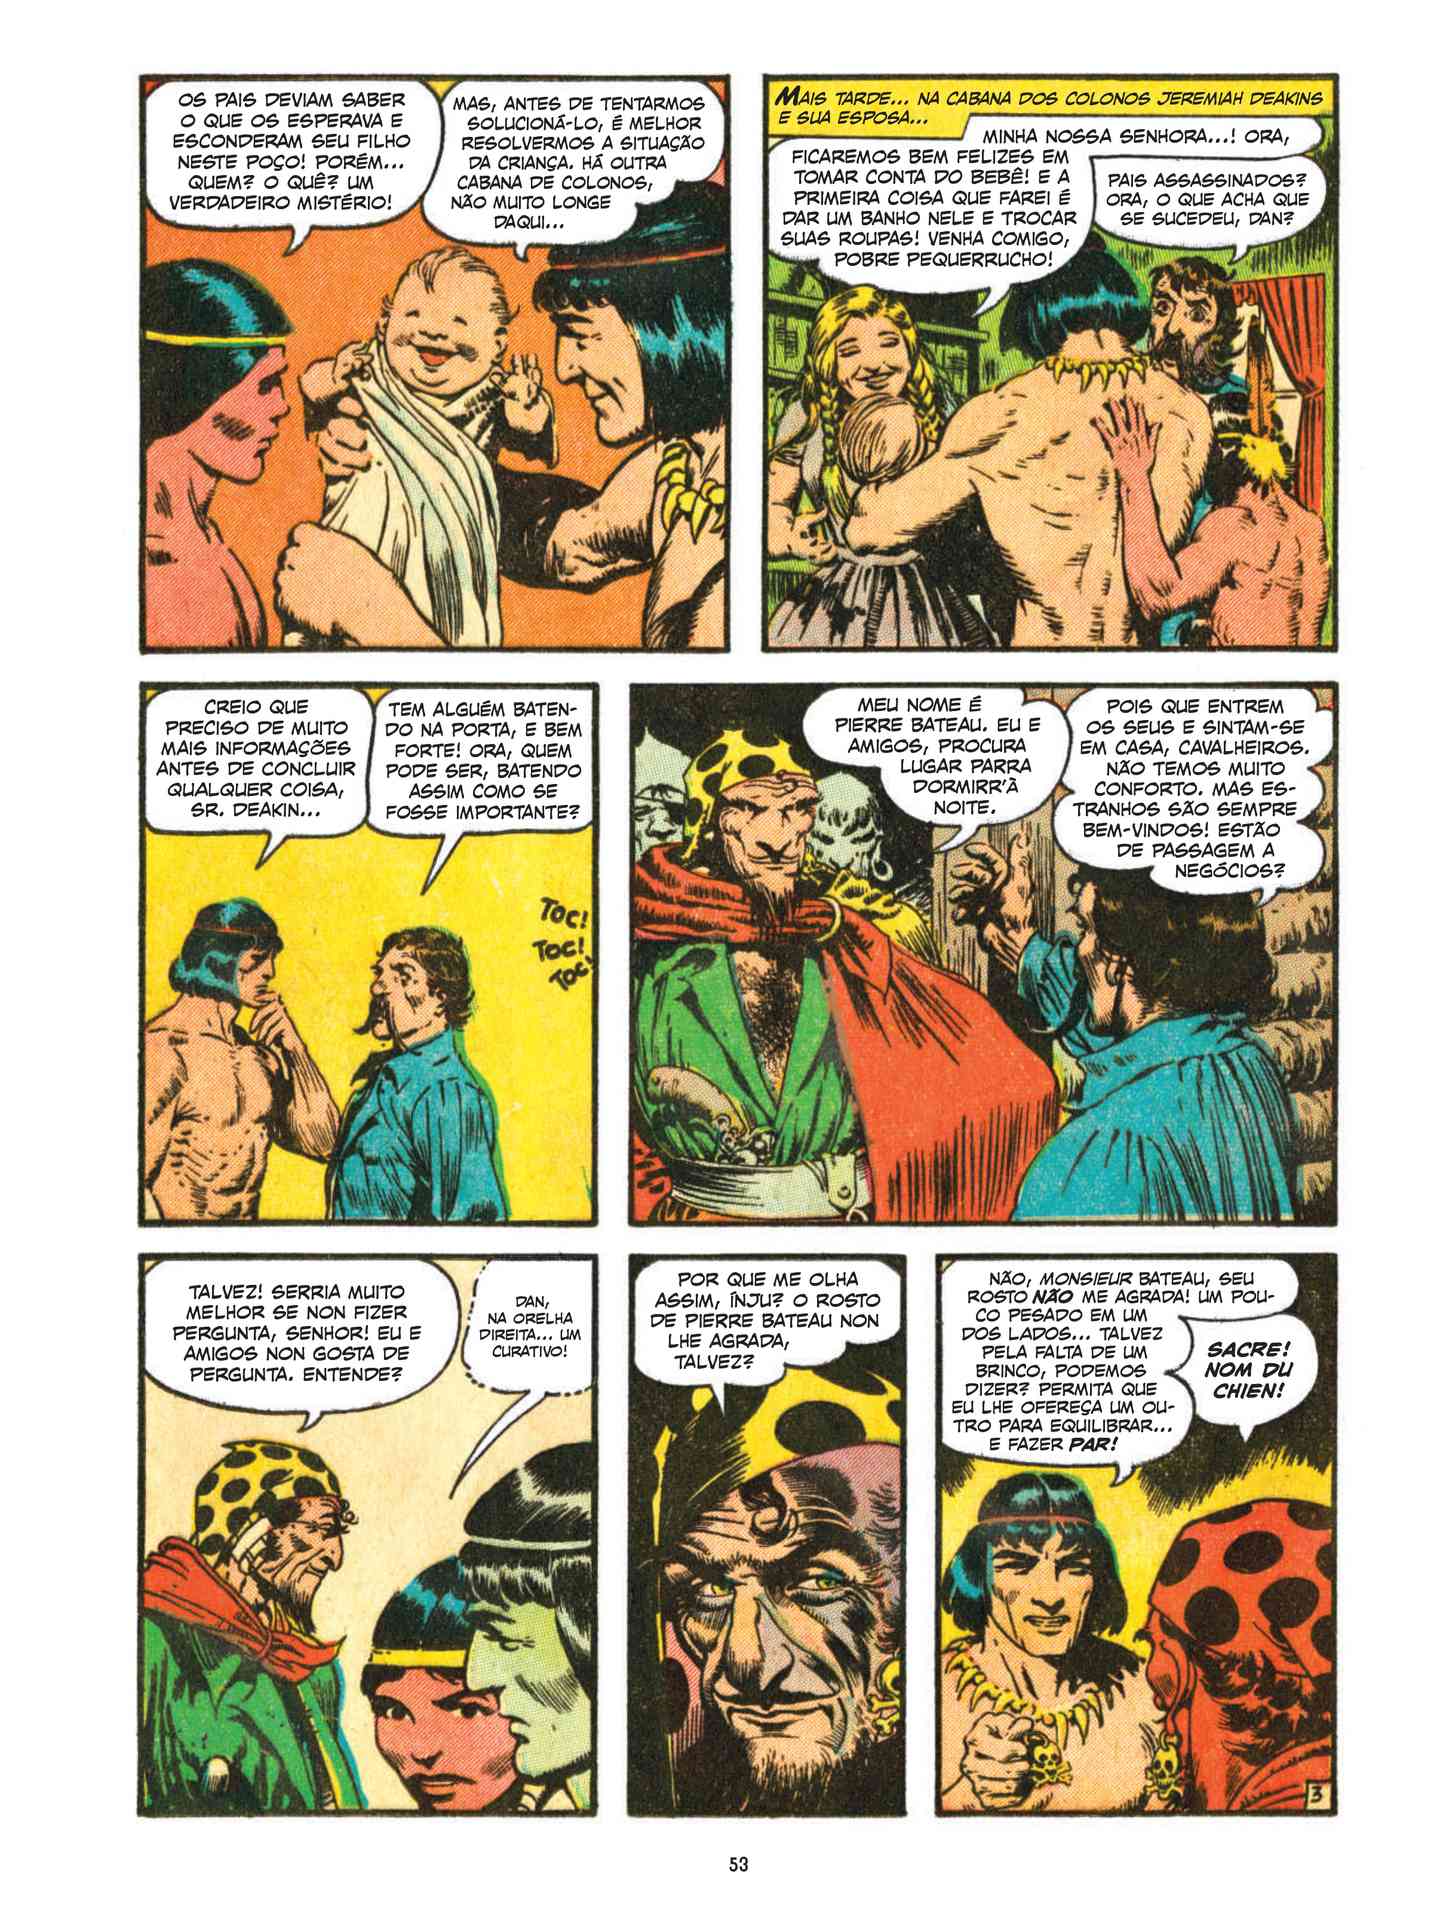 OS PAIS DEVIAM SABER
O QUE OS ESPERAVA E
ESCONDERAM SEU FILHO
NESTE POÇO! PORÉM...
QUEM? O QUÊ? UM
VERDADEIRO MISTÉRIO!
MAS, ANTES DE TENTARMOS
SOLUCIONÁ-LO, É MELHOR
RESOLVERMOS A SITUAÇÃO
DA CRIANÇA. HÁ OUTRA
CABANA DE COLONOS,
NÃO MUITO LONGE
DAQUI...
MAIS TARDE... NA CABANA DOS COLONOS JEREMIAH DEAKINS
E SUA ESPOSA...
MINHA NOSSA SENHORA...! ORA,
FICAREMOS BEM FELIZES EM
TOMAR CONTA DO BEBÊ! E A
PRIMEIRA COISA QUE FAREI É
DAR UM BANHO NELE E TROCAR
SUAS ROUPAS! VENHA COMIGO,
POBRE PEQUERRUCHO!
PAIS ASSASSINADOS?
ORA, O QUE ACHA QUE
SE SUCEDEU, DAN?
CREIO QUE
PRECISO DE MUITO
MAIS INFORMAÇÕES
ANTES DE CONCLUIR
QUALQUER COISA,
SR. DEAKIN...
TEM ALGUÉM BATEN-
DO NA PORTA, E BEM
FORTE! ORA, QUEM
PODE SER, BATENDO
ASSIM COMO SE
FOSSE IMPORTANTE?
TOC!
TOC!
TOC!
MEU NOME É
PIERRE BATEAU. EU E
AMIGOS, PROCURA
LUGAR PARRA
DORMIRR'À
NOITE.
POIS QUE ENTREM
OS SEUS E SINTAM-SE
EM CASA, CAVALHEIROS.
NÃO TEMOS MUITO
CONFORTO. MAS ES-
TRANHOS SÃO SEMPRE
BEM-VINDOS! ESTÃO
DE PASSAGEM A
NEGÓCIOS?
TALVEZ! SERRIA MUITO
MELHOR SE NON FIZER
PERGUNTA, SENHOR! EU E
AMIGOS NON GOSTA DE
PERGUNTA. ENTENDE?
DAN,
NA ORELHA
DIREITA... UM
CURATIVO!
POR QUE ME OLHA
ASSIM, ÍNJU? O ROSTO
DE PIERRE BATEAU NON
LHE AGRADA,
TALVEZ?
NÃO, MONSIEUR BATEAU, SEU
ROSTO NÃO ME AGRADA! UM POU-
CO PESADO EM UM
DOS LADOS... TALVEZ
PELA FALTA DE UM
BRINCO, PODEMOS
DIZER? PERMITA QUE
EU LHE OFEREÇA UM OU-
TRO PARA EQUILIBRAR...
E FAZER PAR!
SACRE!
NOM DU
CHIEN!
3
53